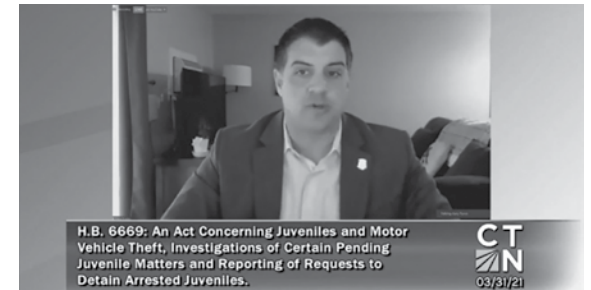 H.B. 6669: An Act Concerning Juveniles and Motor
Vehicle Theft, Investigations of Certain Pending
Juvenile Matters and Reporting of Requests to
Detain Arrested Juveniles.
CT
N
03/31/21